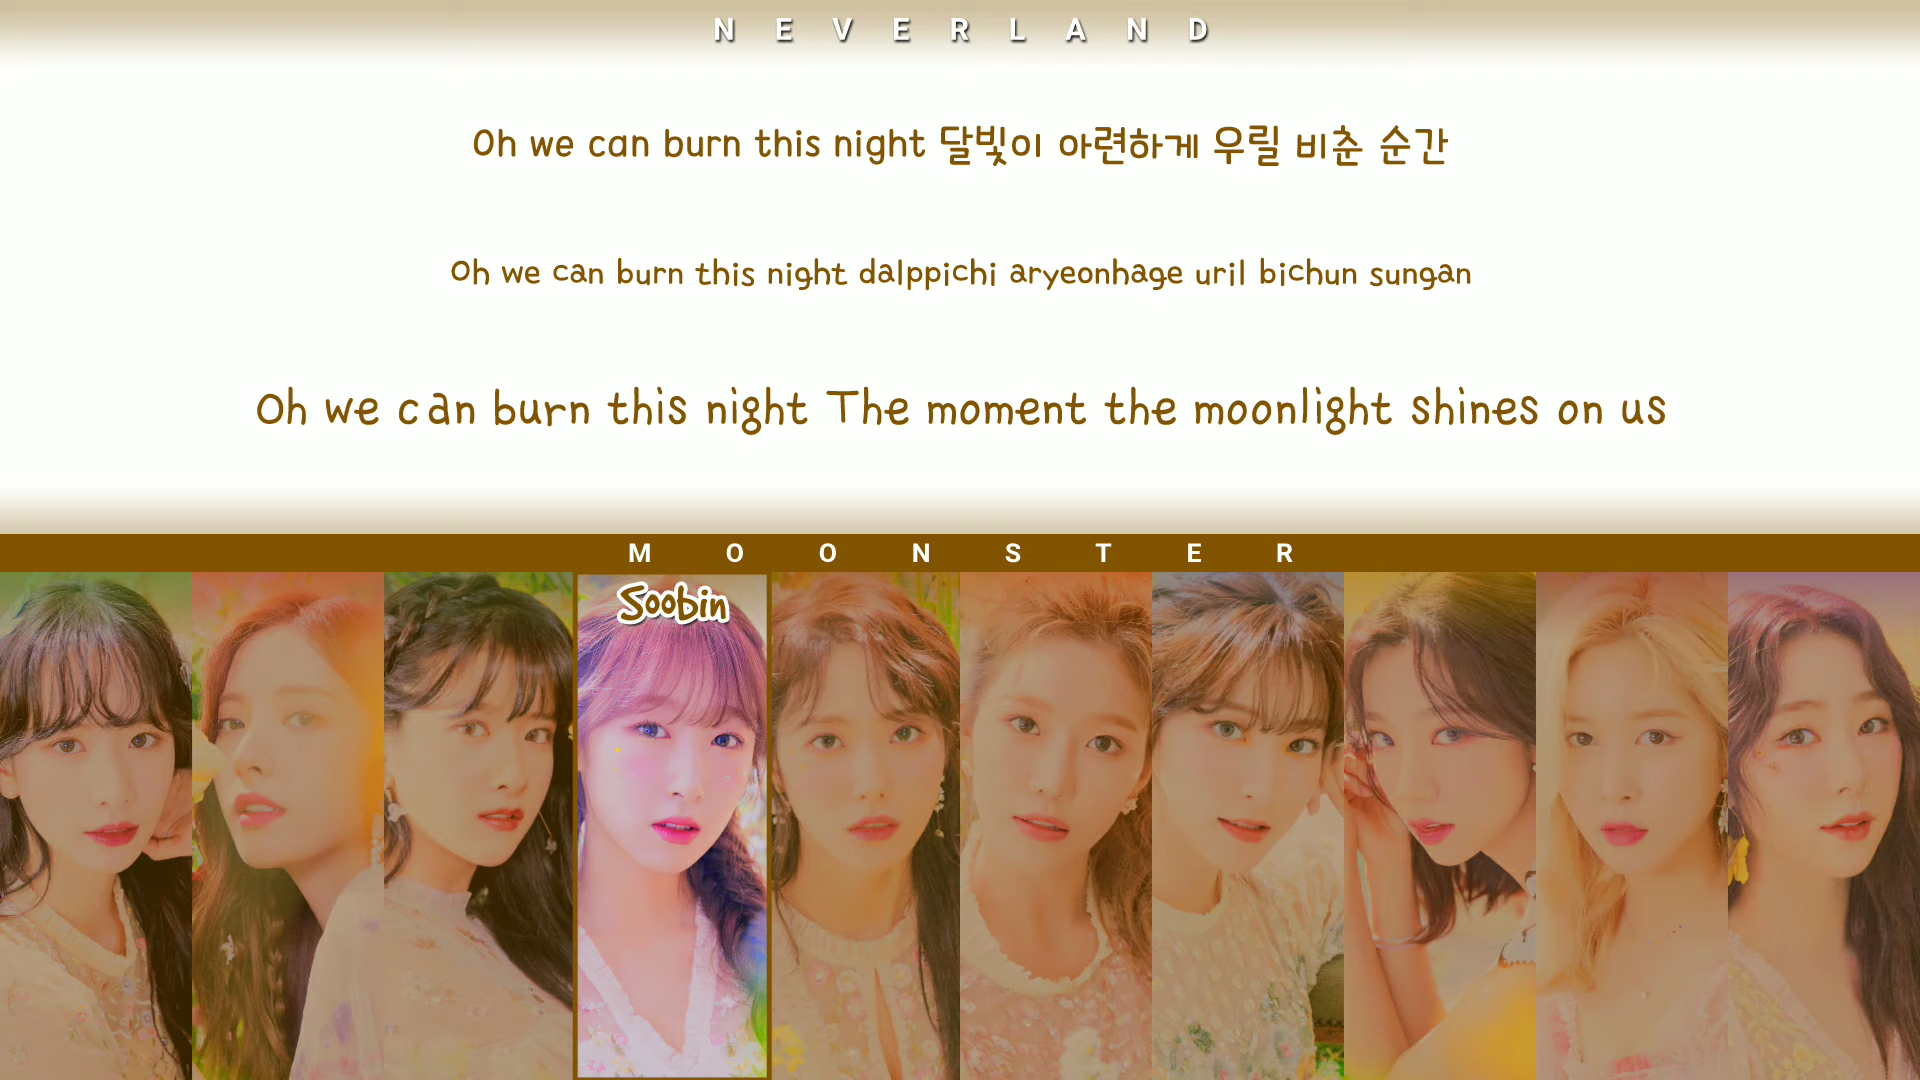 NEVERLAND
Oh we can burn this night 달빛이 아련하게 우릴 비춘 순간
Oh we can burn this night dalppichi aryeonhage uril bichun sungan
Oh we can burn this night The moment the moonlight shines on us
MOONSTER
Soobin